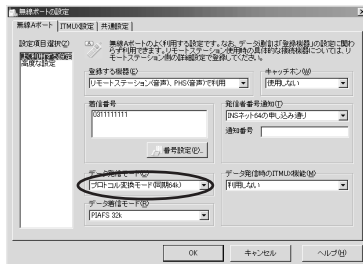 無線ポートの設定
無線Aポート | ITMUX設定 | 共通設定
設定項目選択(Z)
高度な設定
無線Aポートのよく利用する設定です。なお、データ通信は「登録機器」の設定に関わらず利用できます。リモートステーション使用時の具体的な接続機器については、リモートステーション側の詳細設定で登録してください。
登録する機器(E)
リモートステーション(音声)、PHS(音声)で利用
キャッチホン(W)
使用しない
着信番号
0311111111
番号設定(P)...
発信者番号通知(T)
INSネット64の申し込み通り
通知番号
データ発信モード(C)
プロトコル変換モード(同期64k)
データ発信時のITMUX機能(M)
利用しない
データ着信モード(R)
PIAFS 32k
OK
キャンセル
ヘルプ(H)